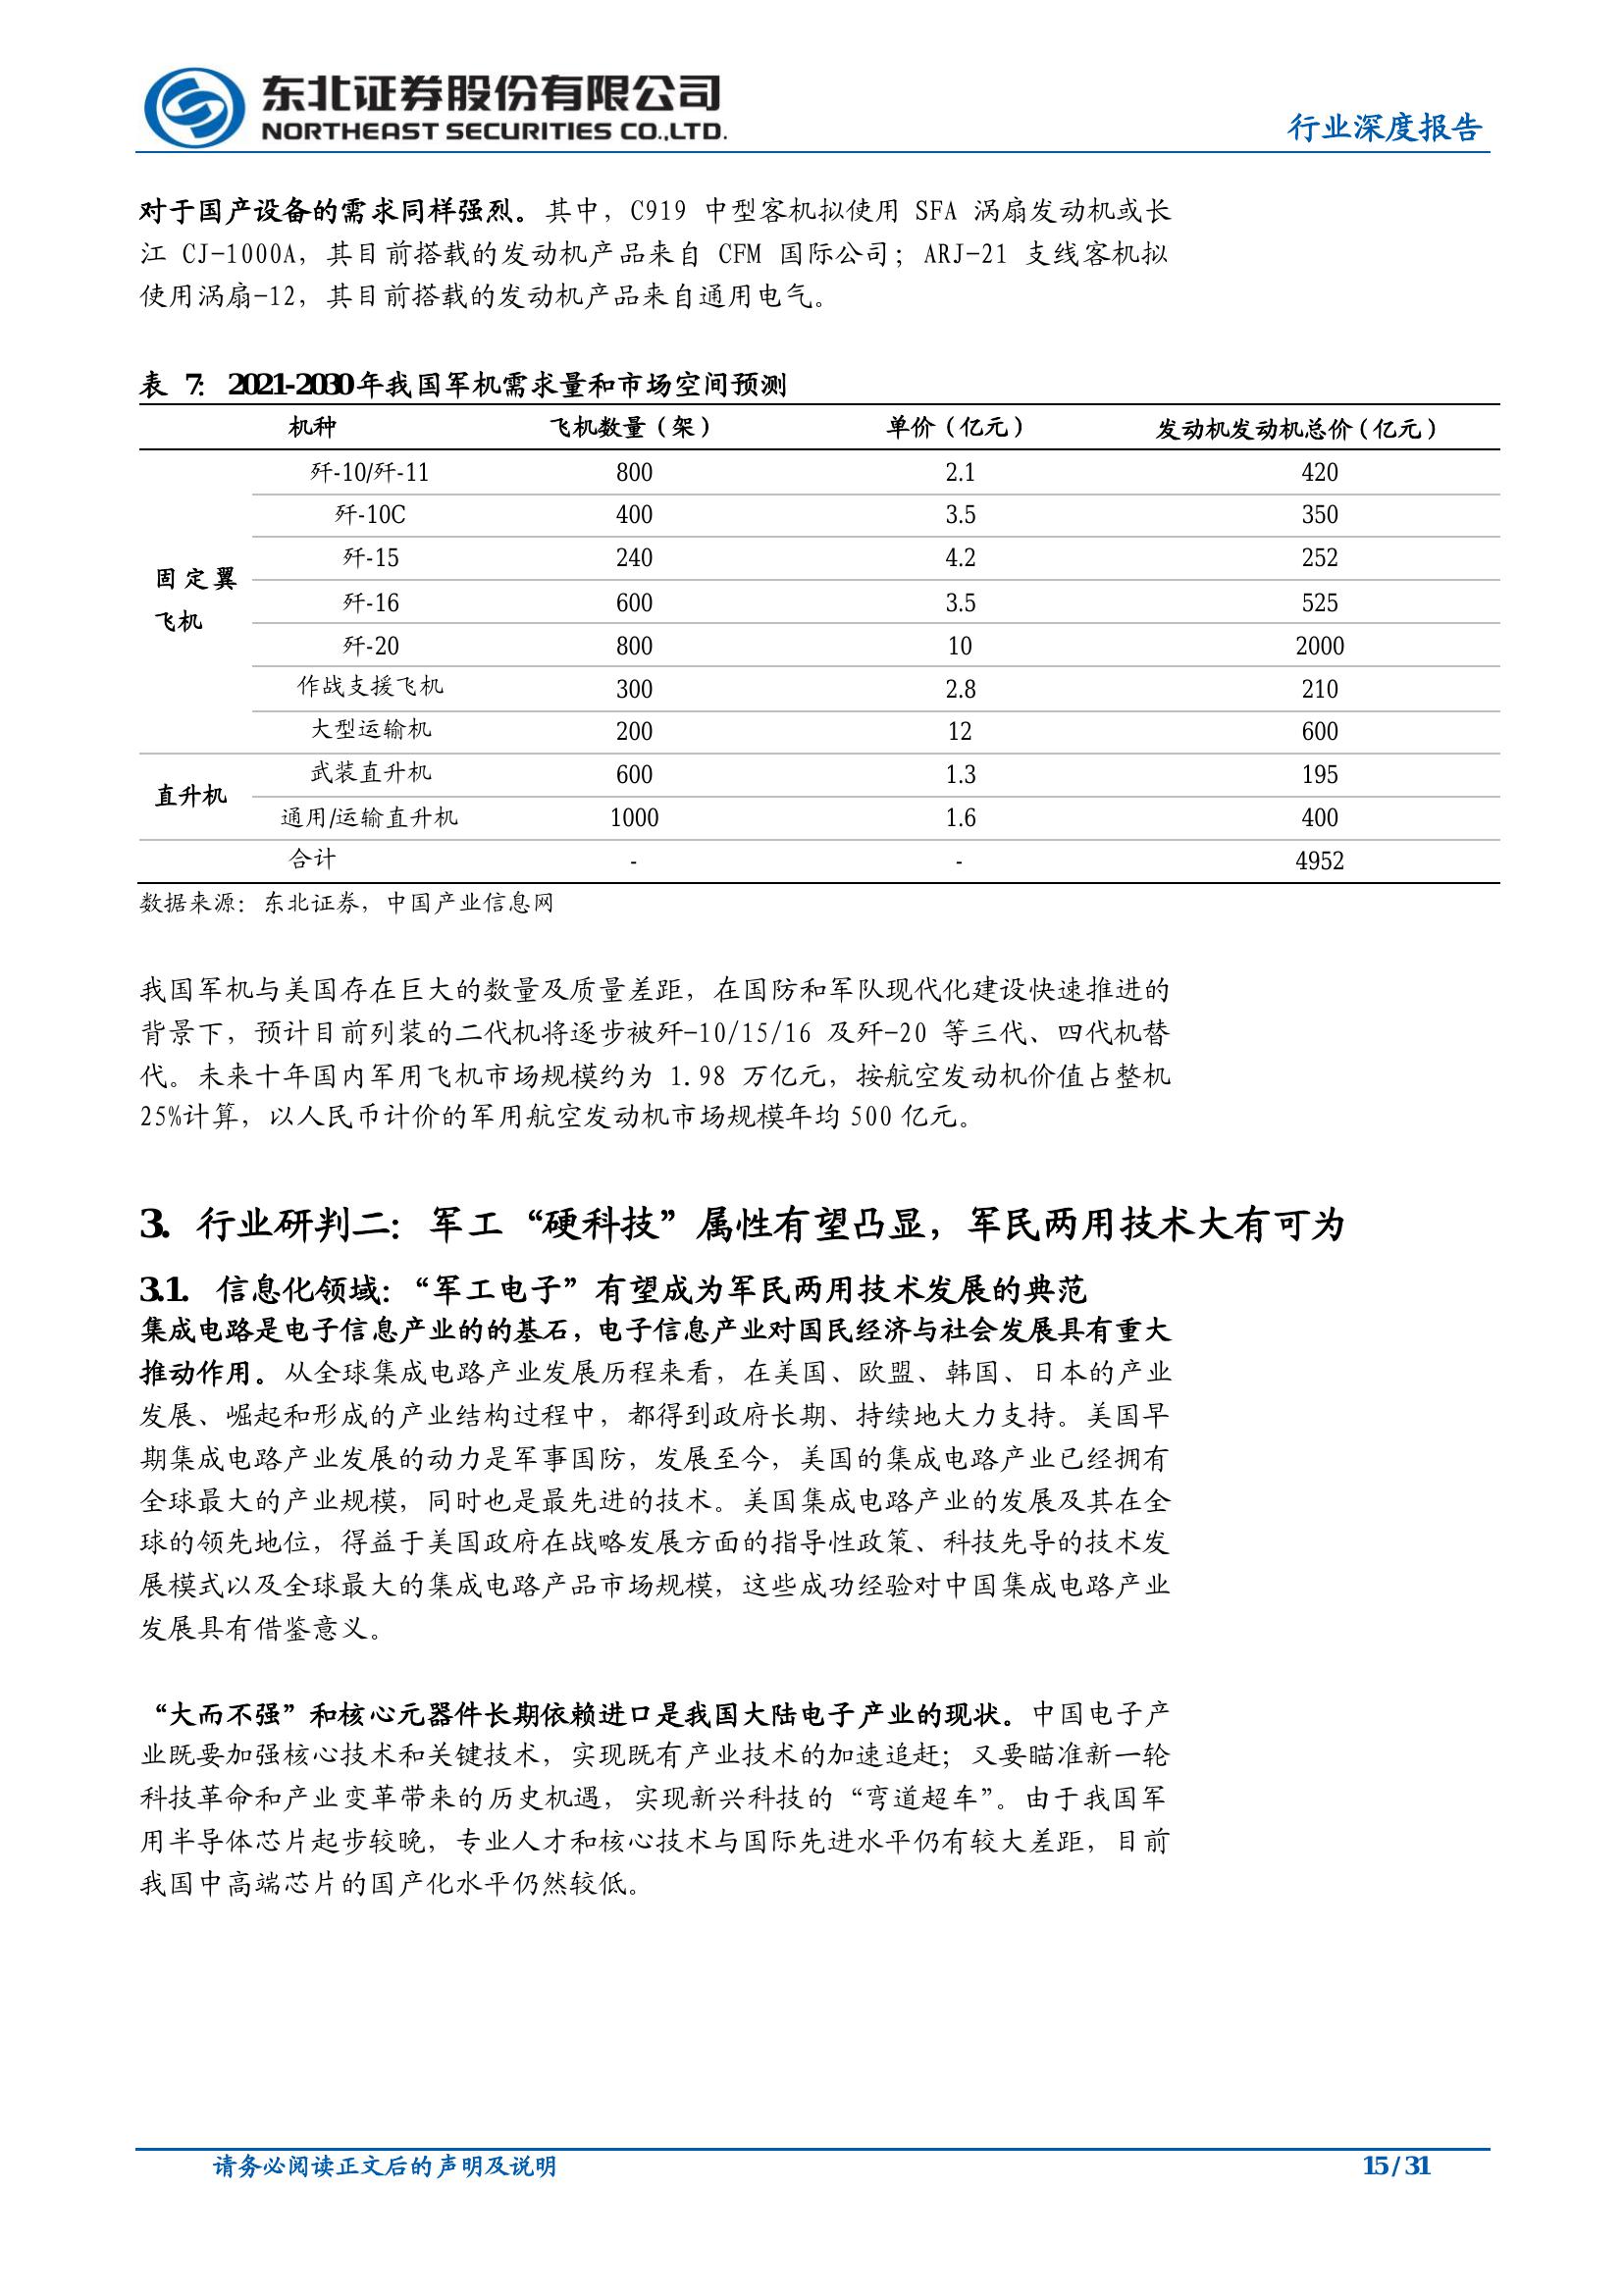 东北证券股份有限公司
NORTHEAST SECURITIES CO.,LTD.
行业深度报告
对于国产设备的需求同样强烈。其中，C919 中型客机拟使用 SFA 涡扇发动机或长
江 CJ-1000A，其目前搭载的发动机产品来自 CFM 国际公司；ARJ-21 支线客机拟
使用涡扇-12，其目前搭载的发动机产品来自通用电气。
表 7: 2021-2030年我国军机需求量和市场空间预测
机种 飞机数量（架） 单价（亿元） 发动机发动机总价（亿元）
固定翼飞机 歼-10/歼-11 800 2.1 420
歼-10C 400 3.5 350
歼-15 240 4.2 252
歼-16 600 3.5 525
歼-20 800 10 2000
作战支援飞机 300 2.8 210
大型运输机 200 12 600
直升机 武装直升机 600 1.3 195
通用/运输直升机 1000 1.6 400
合计 - - 4952
数据来源：东北证券，中国产业信息网
我国军机与美国存在巨大的数量及质量差距，在国防和军队现代化建设快速推进的
背景下，预计目前列装的二代机将逐步被歼-10/15/16 及歼-20 等三代、四代机替
代。未来十年国内军用飞机市场规模约为 1.98 万亿元，按航空发动机价值占整机
25%计算，以人民币计价的军用航空发动机市场规模年均 500 亿元。
3. 行业研判二：军工“硬科技”属性有望凸显，军民两用技术大有可为
3.1. 信息化领域：“军工电子”有望成为军民两用技术发展的典范
集成电路是电子信息产业的的基石，电子信息产业对国民经济与社会发展具有重大
推动作用。从全球集成电路产业发展历程来看，在美国、欧盟、韩国、日本的产业
发展、崛起和形成的产业结构过程中，都得到政府长期、持续地大力支持。美国早
期集成电路产业发展的动力是军事国防，发展至今，美国的集成电路产业已经拥有
全球最大的产业规模，同时也是最先进的技术。美国集成电路产业的发展及其在全
球的领先地位，得益于美国政府在战略发展方面的指导性政策、科技先导的技术发
展模式以及全球最大的集成电路产品市场规模，这些成功经验对中国集成电路产业
发展具有借鉴意义。
“大而不强”和核心元器件长期依赖进口是我国大陆电子产业的现状。中国电子产
业既要加强核心技术和关键技术，实现既有产业技术的加速追赶；又要瞄准新一轮
科技革命和产业变革带来的历史机遇，实现新兴科技的“弯道超车”。由于我国军
用半导体芯片起步较晚，专业人才和核心技术与国际先进水平仍有较大差距，目前
我国中高端芯片的国产化水平仍然较低。
请务必阅读正文后的声明及说明 15 / 31